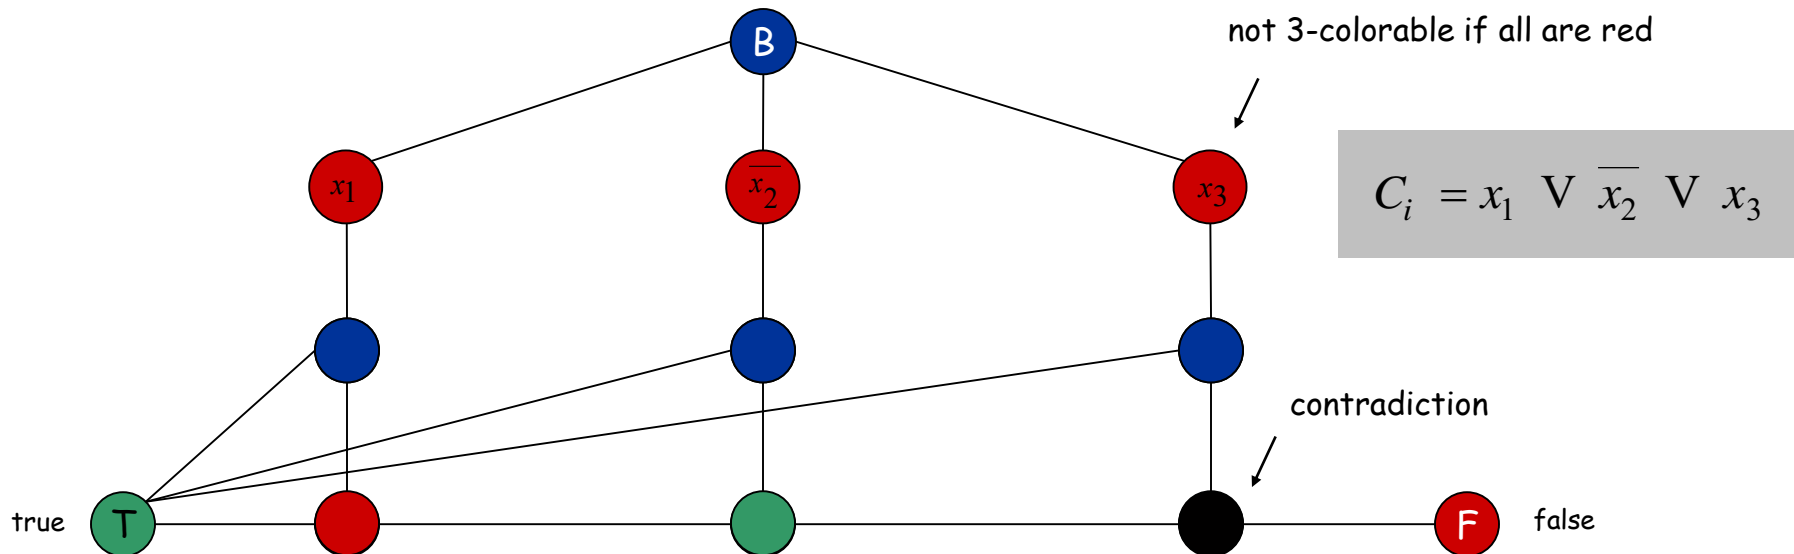 B
not 3-colorable if all are red
x₁
x̅₂
x₃
Cᵢ = x₁ V x̅₂ V x₃
contradiction
true
T
F
false